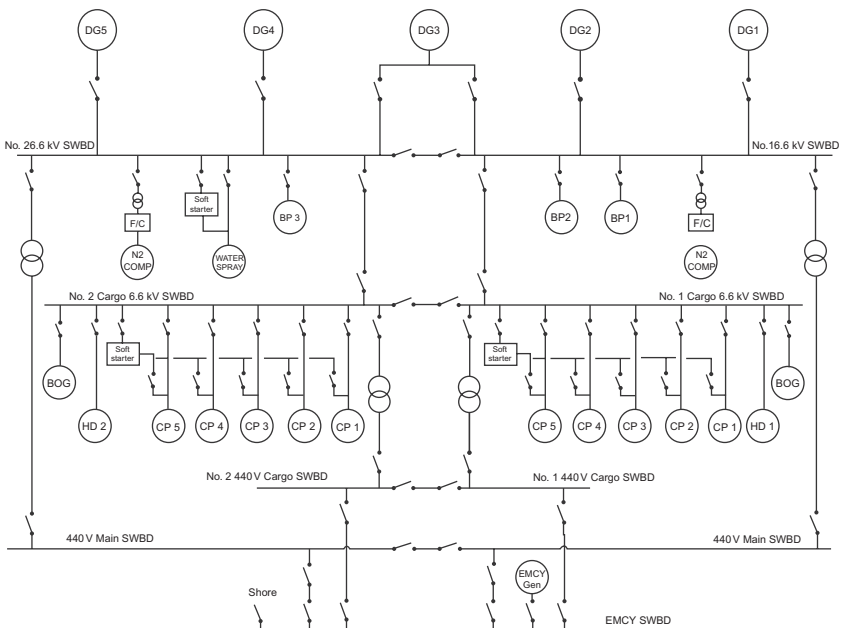 DG5
DG4
DG3
DG2
DG1
No. 26.6 kV SWBD
No.16.6 kV SWBD
Soft
starter
F/C
BP 3
BP2
BP1
F/C
N2
COMP
WATER
SPRAY
N2
COMP
No. 2 Cargo 6.6 kV SWBD
No. 1 Cargo 6.6 kV SWBD
Soft
starter
Soft
starter
BOG
BOG
HD 2
CP 5
CP 4
CP 3
CP 2
CP 1
CP 5
CP 4
CP 3
CP 2
CP 1
HD 1
No. 2 440 V Cargo SWBD
No. 1 440 V Cargo SWBD
440 V Main SWBD
440 V Main SWBD
Shore
EMCY
Gen
EMCY SWBD